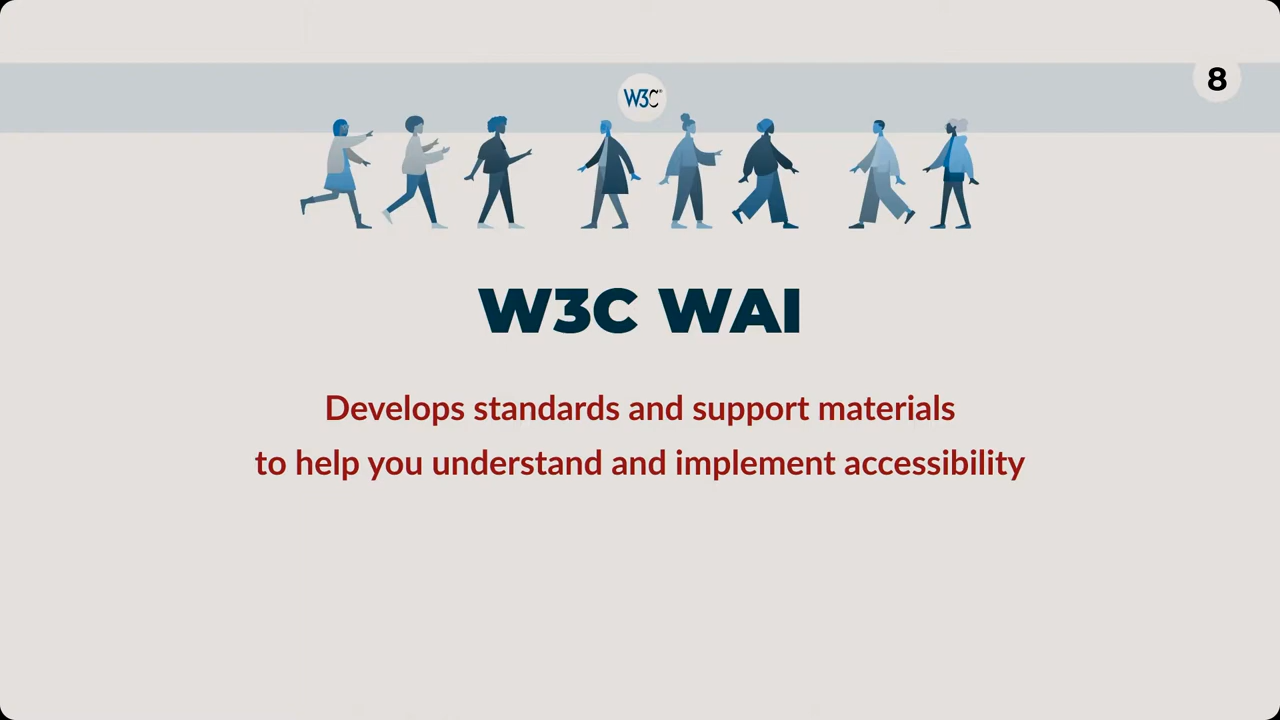 W3C
8
W3C WAI
Develops standards and support materials
to help you understand and implement accessibility